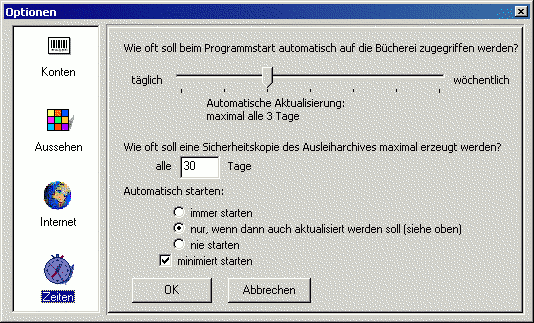 Optionen
Konten
Aussehen
Internet
Zeiten
Wie oft soll beim Programmstart automatisch auf die Bücherei zugegriffen werden?
täglich wöchentlich
Automatische Aktualisierung:
maximal alle 3 Tage
Wie oft soll eine Sicherheitskopie des Ausleiharchives maximal erzeugt werden?
alle 30 Tage
Automatisch starten:
immer starten
nur, wenn dann auch aktualisiert werden soll (siehe oben)
nie starten
minimiert starten
OK Abbrechen